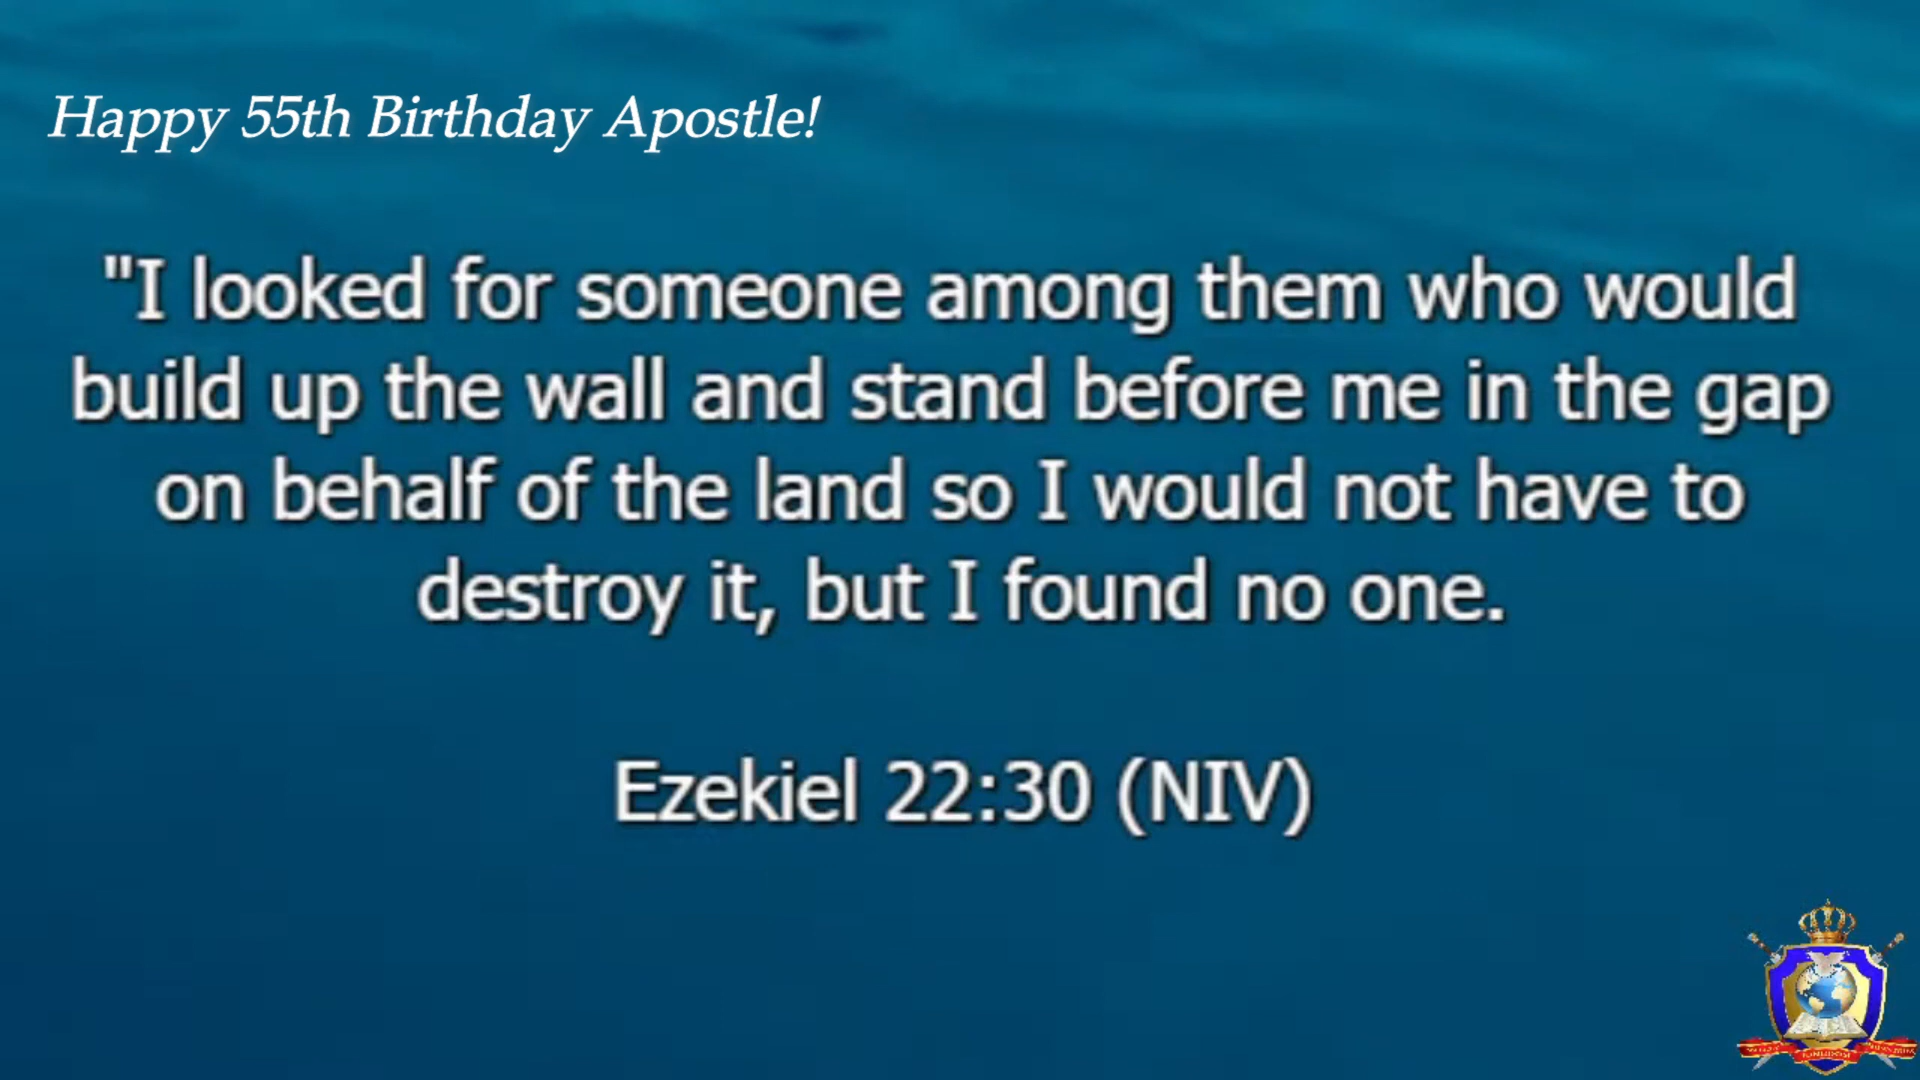 Happy 55th Birthday Apostle!
"I looked for someone among them who would
build up the wall and stand before me in the gap
on behalf of the land so I would not have to
destroy it, but I found no one.
Ezekiel 22:30 (NIV)